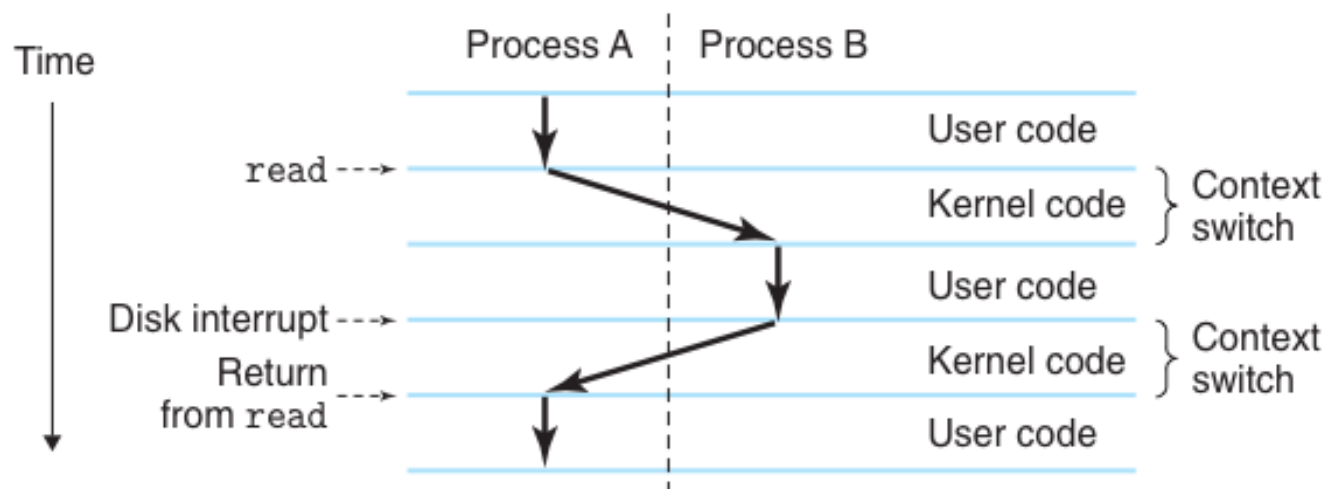 Process A
Process B
Time
User code
read
Kernel code
Context
switch
User code
Disk interrupt
Kernel code
Context
switch
Return
from read
User code